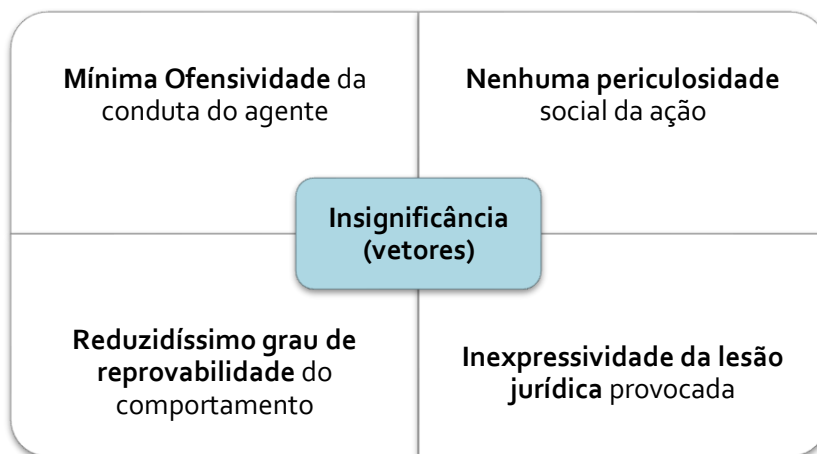 Mínima Ofensividade da
conduta do agente
Nenhuma periculosidade
social da ação
Insignificância
(vetores)
Reduzidíssimo grau de
reprovabilidade do
comportamento
Inexpressividade da lesão
jurídica provocada